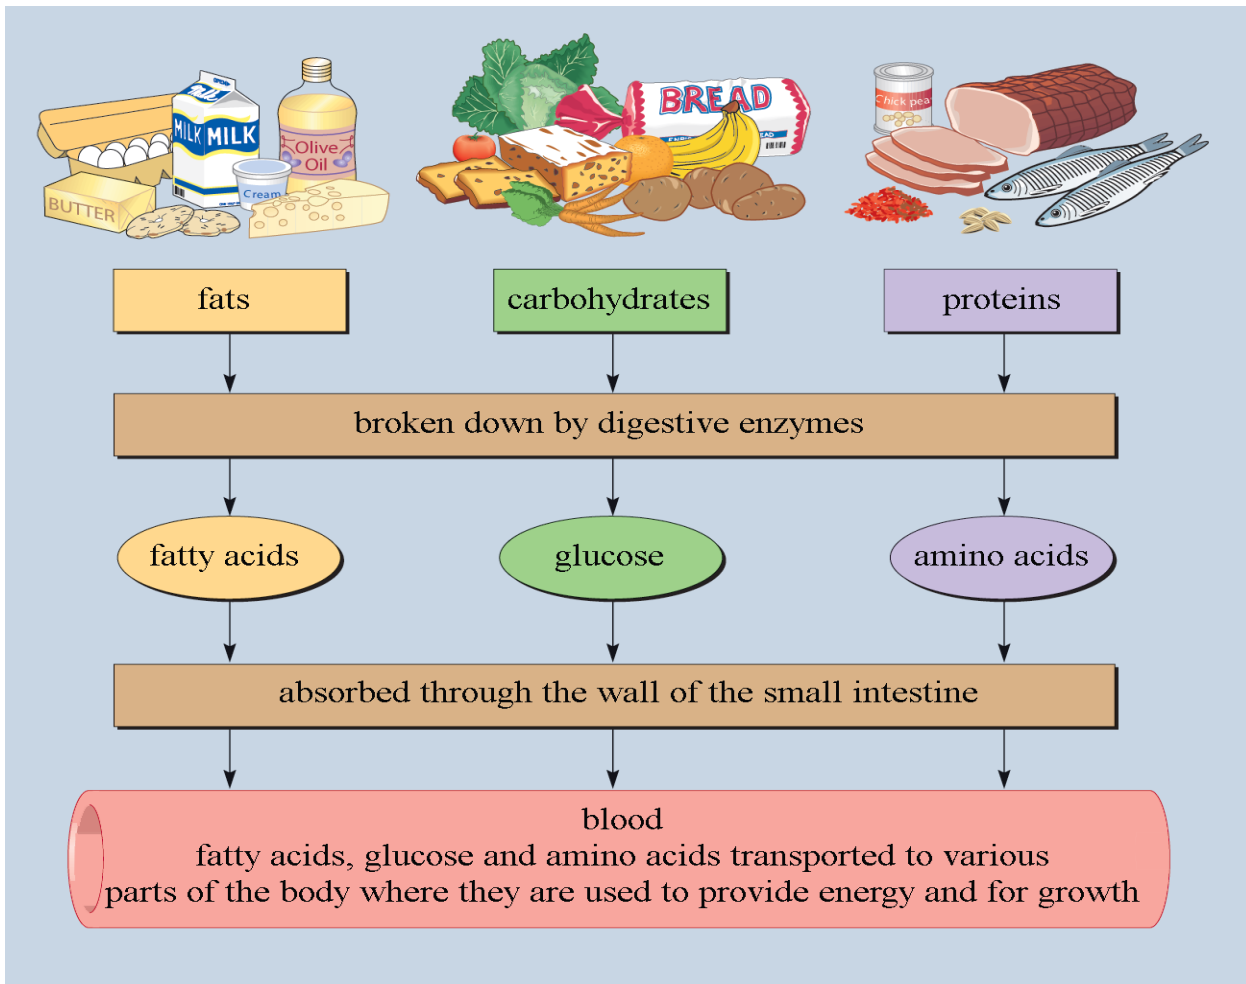 MILK
MILK
Olive
Oil
Cream
BUTTER
BREAD
Chick peas
fats
carbohydrates
proteins
broken down by digestive enzymes
fatty acids
glucose
amino acids
absorbed through the wall of the small intestine
blood
fatty acids, glucose and amino acids transported to various
parts of the body where they are used to provide energy and for growth